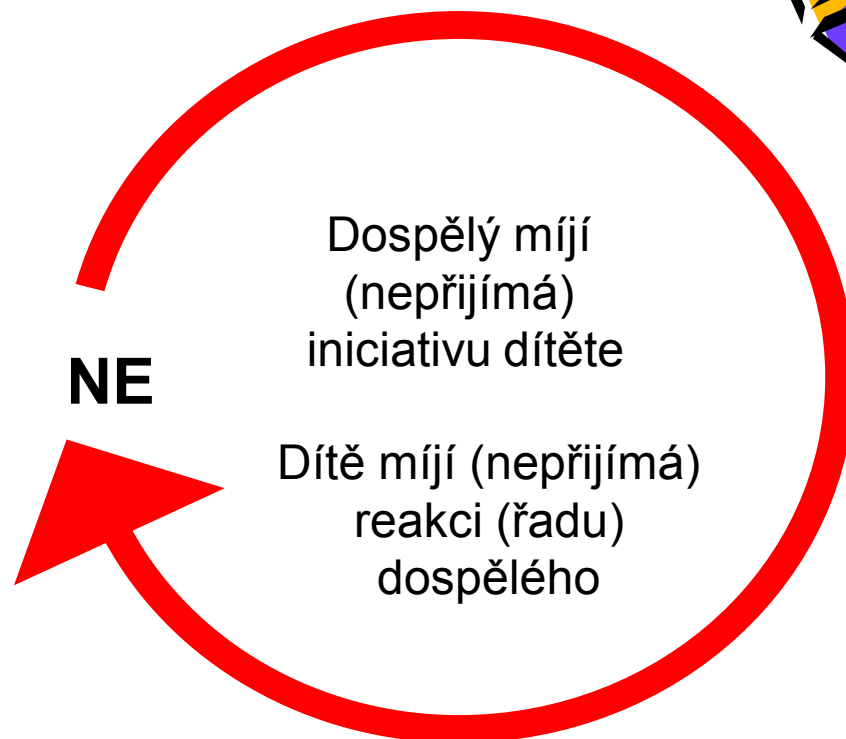 Dospělý míjí
(nepřijímá)
iniciativu dítěte
NE
Dítě míjí (nepřijímá)
reakci (řadu)
dospělého